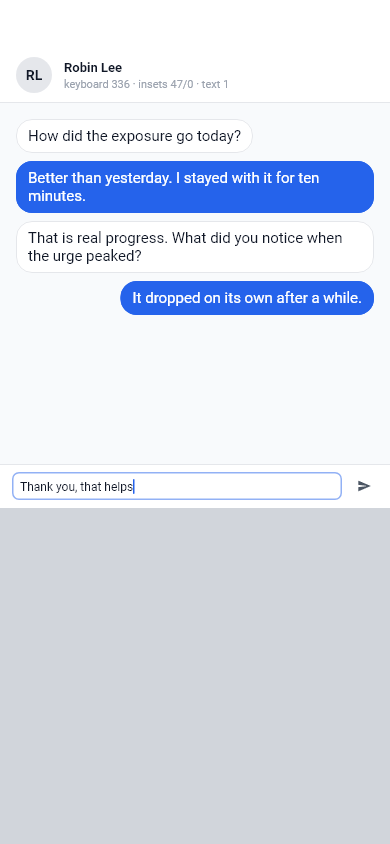 RL
Robin Lee
keyboard 336 · insets 47/0 · text 1
How did the exposure go today?
Better than yesterday. I stayed with it for ten
minutes.
That is real progress. What did you notice when
the urge peaked?
It dropped on its own after a while.
Thank you, that helps